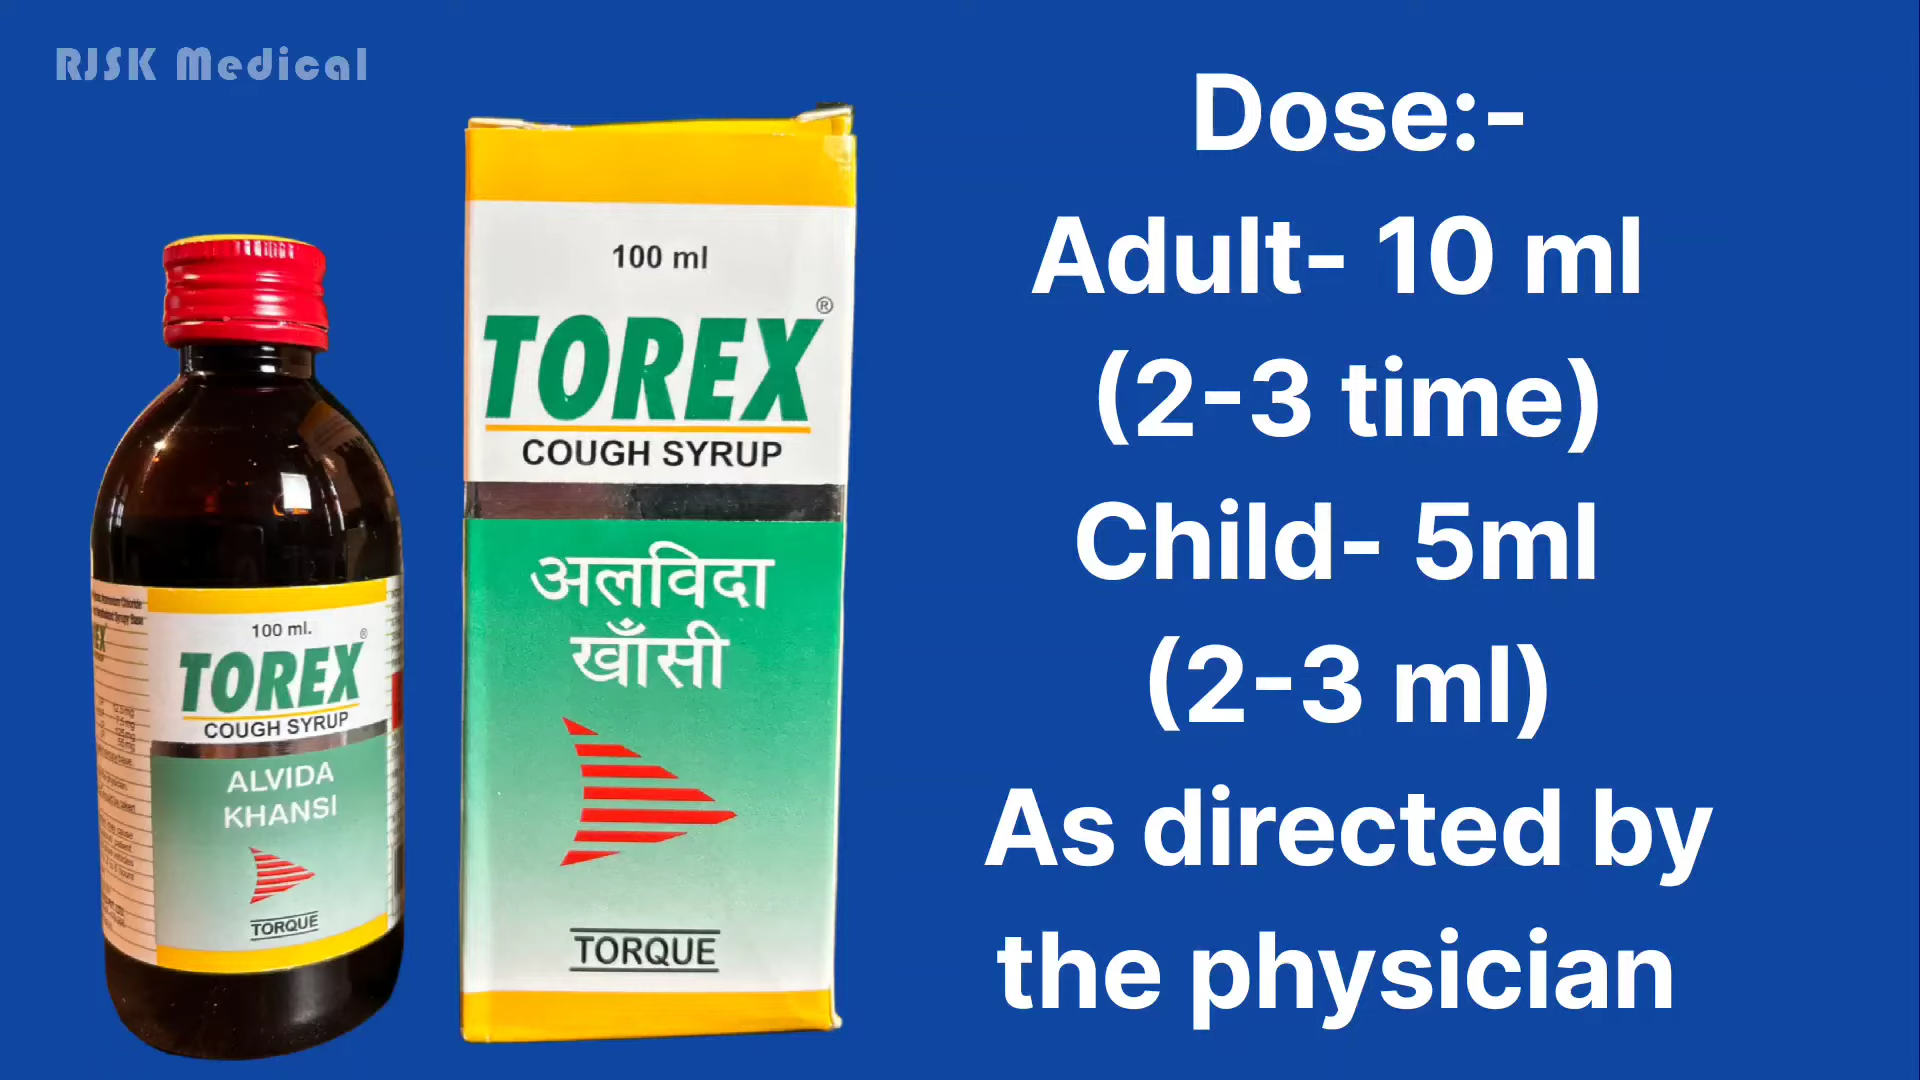 RJSK Medical
Dose:-
Adult- 10 ml
(2-3 time)
Child- 5ml
(2-3 ml)
As directed by
the physician
100 ml
TOREX®
COUGH SYRUP
अलविदा
खाँसी
TORQUE
100 ml.
TOREX®
COUGH SYRUP
ALVIDA
KHANSI
TORQUE